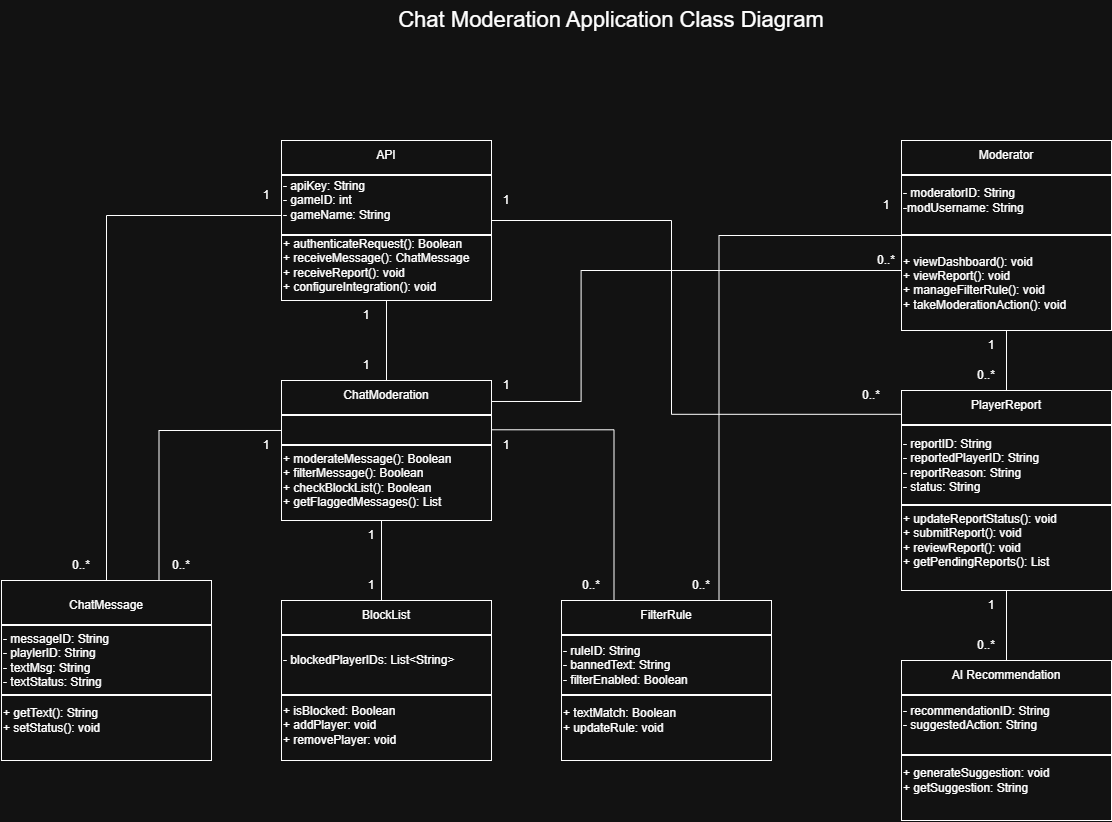 Chat Moderation Application Class Diagram
API
- apiKey: String
- gameID: int
- gameName: String
+ authenticateRequest(): Boolean
+ receiveMessage(): ChatMessage
+ receiveReport(): void
+ configureIntegration(): void
Moderator
- moderatorID: String
-modUsername: String
+ viewDashboard(): void
+ viewReport(): void
+ manageFilterRule(): void
+ takeModerationAction(): void
1
1
1
0..*
1
1
1
0..*
ChatModeration
+ moderateMessage(): Boolean
+ filterMessage(): Boolean
+ checkBlockList(): Boolean
+ getFlaggedMessages(): List
1
0..*
1
1
PlayerReport
- reportID: String
- reportedPlayerID: String
- reportReason: String
- status: String
+ updateReportStatus(): void
+ submitReport(): void
+ reviewReport(): void
+ getPendingReports(): List
1
0..*
0..*
1
0..*
0..*
1
0..*
ChatMessage
- messageID: String
- playlerID: String
- textMsg: String
- textStatus: String
+ getText(): String
+ setStatus(): void
BlockList
- blockedPlayerIDs: List<String>
+ isBlocked: Boolean
+ addPlayer: void
+ removePlayer: void
FilterRule
- ruleID: String
- bannedText: String
- filterEnabled: Boolean
+ textMatch: Boolean
+ updateRule: void
AI Recommendation
- recommendationID: String
- suggestedAction: String
+ generateSuggestion: void
+ getSuggestion: String